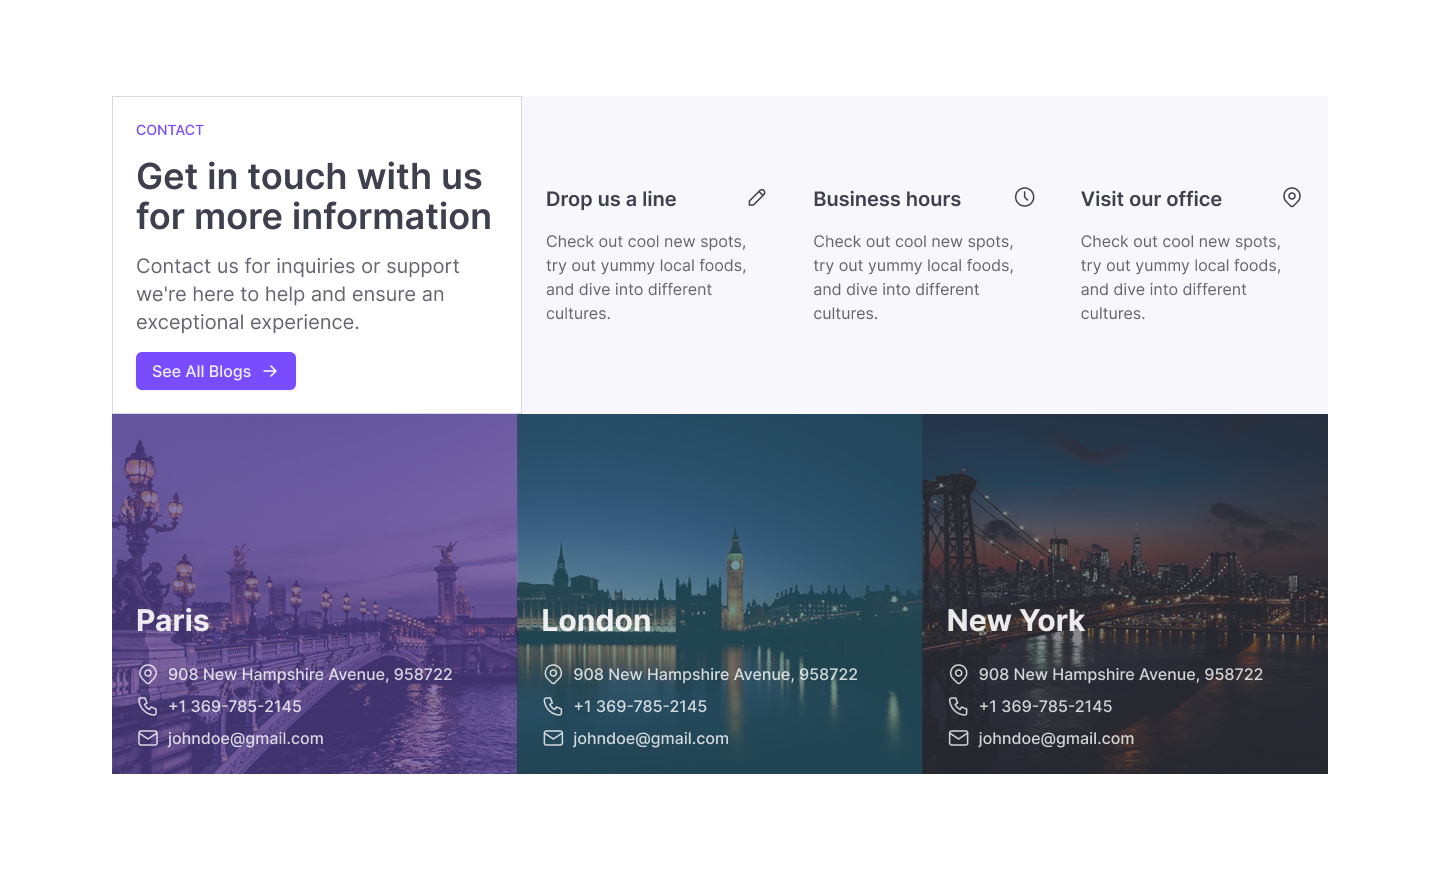 CONTACT
Get in touch with us
for more information
Contact us for inquiries or support
we're here to help and ensure an
exceptional experience.
See All Blogs
Drop us a line
Check out cool new spots,
try out yummy local foods,
and dive into different
cultures.
Business hours
Check out cool new spots,
try out yummy local foods,
and dive into different
cultures.
Visit our office
Check out cool new spots,
try out yummy local foods,
and dive into different
cultures.
Paris
908 New Hampshire Avenue, 958722
+1 369-785-2145
johndoe@gmail.com
London
908 New Hampshire Avenue, 958722
+1 369-785-2145
johndoe@gmail.com
New York
908 New Hampshire Avenue, 958722
+1 369-785-2145
johndoe@gmail.com